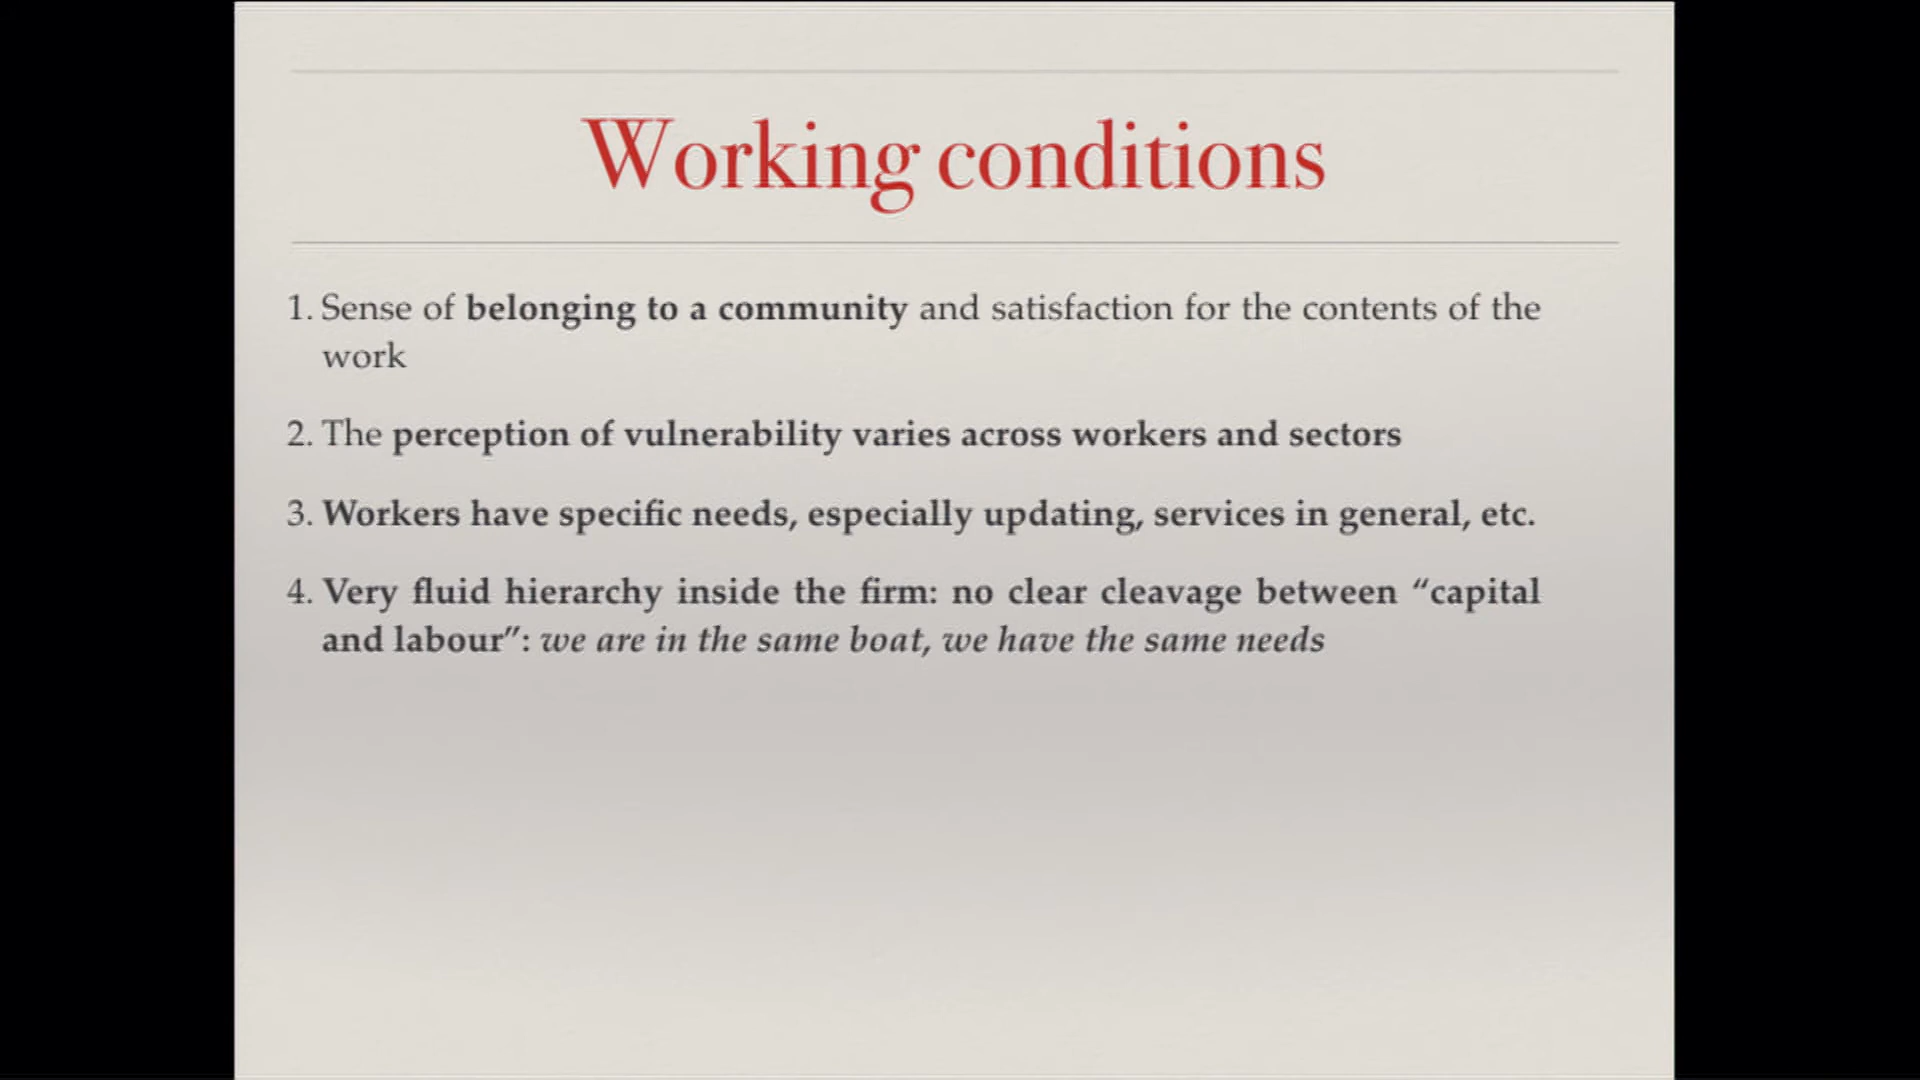 Working conditions
1. Sense of belonging to a community and satisfaction for the contents of the
work
2. The perception of vulnerability varies across workers and sectors
3. Workers have specific needs, especially updating, services in general, etc.
4. Very fluid hierarchy inside the firm: no clear cleavage between “capital
and labour”: we are in the same boat, we have the same needs